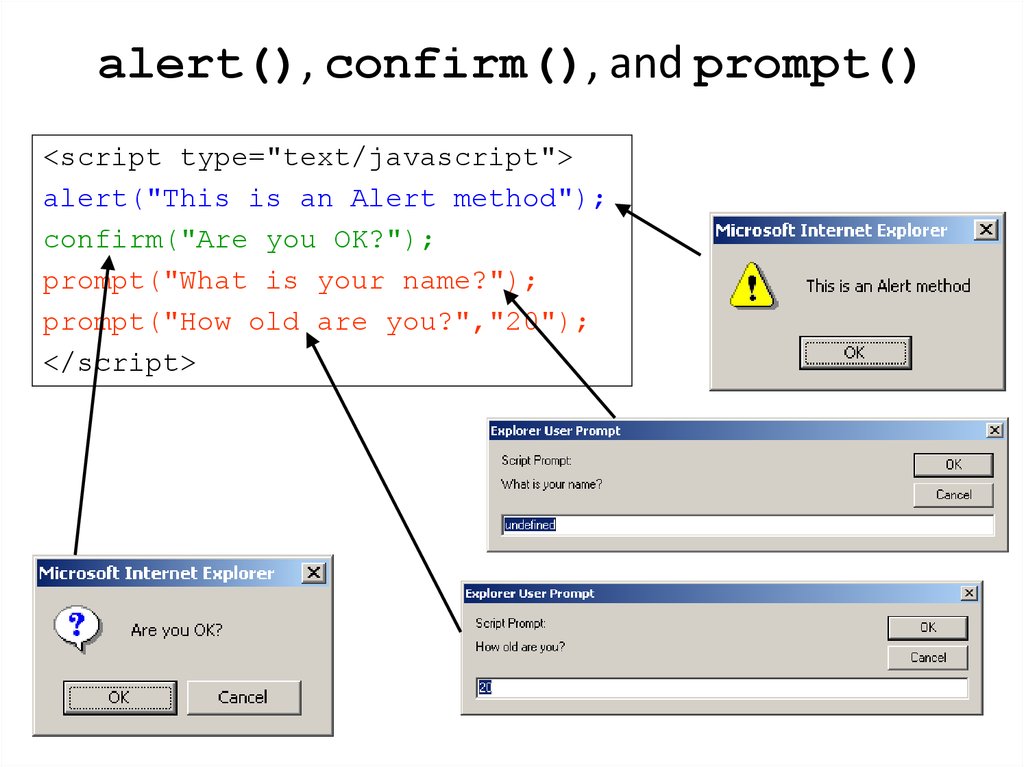 alert(), confirm(), and prompt()
<script type="text/javascript">
alert("This is an Alert method");
confirm("Are you OK?");
prompt("What is your name?");
prompt("How old are you?","20");
</script>
Microsoft Internet Explorer
This is an Alert method
OK
Explorer User Prompt
Script Prompt:
What is your name?
OK
Cancel
undefined
Microsoft Internet Explorer
Are you OK?
OK Cancel
Explorer User Prompt
Script Prompt:
How old are you?
OK
Cancel
20